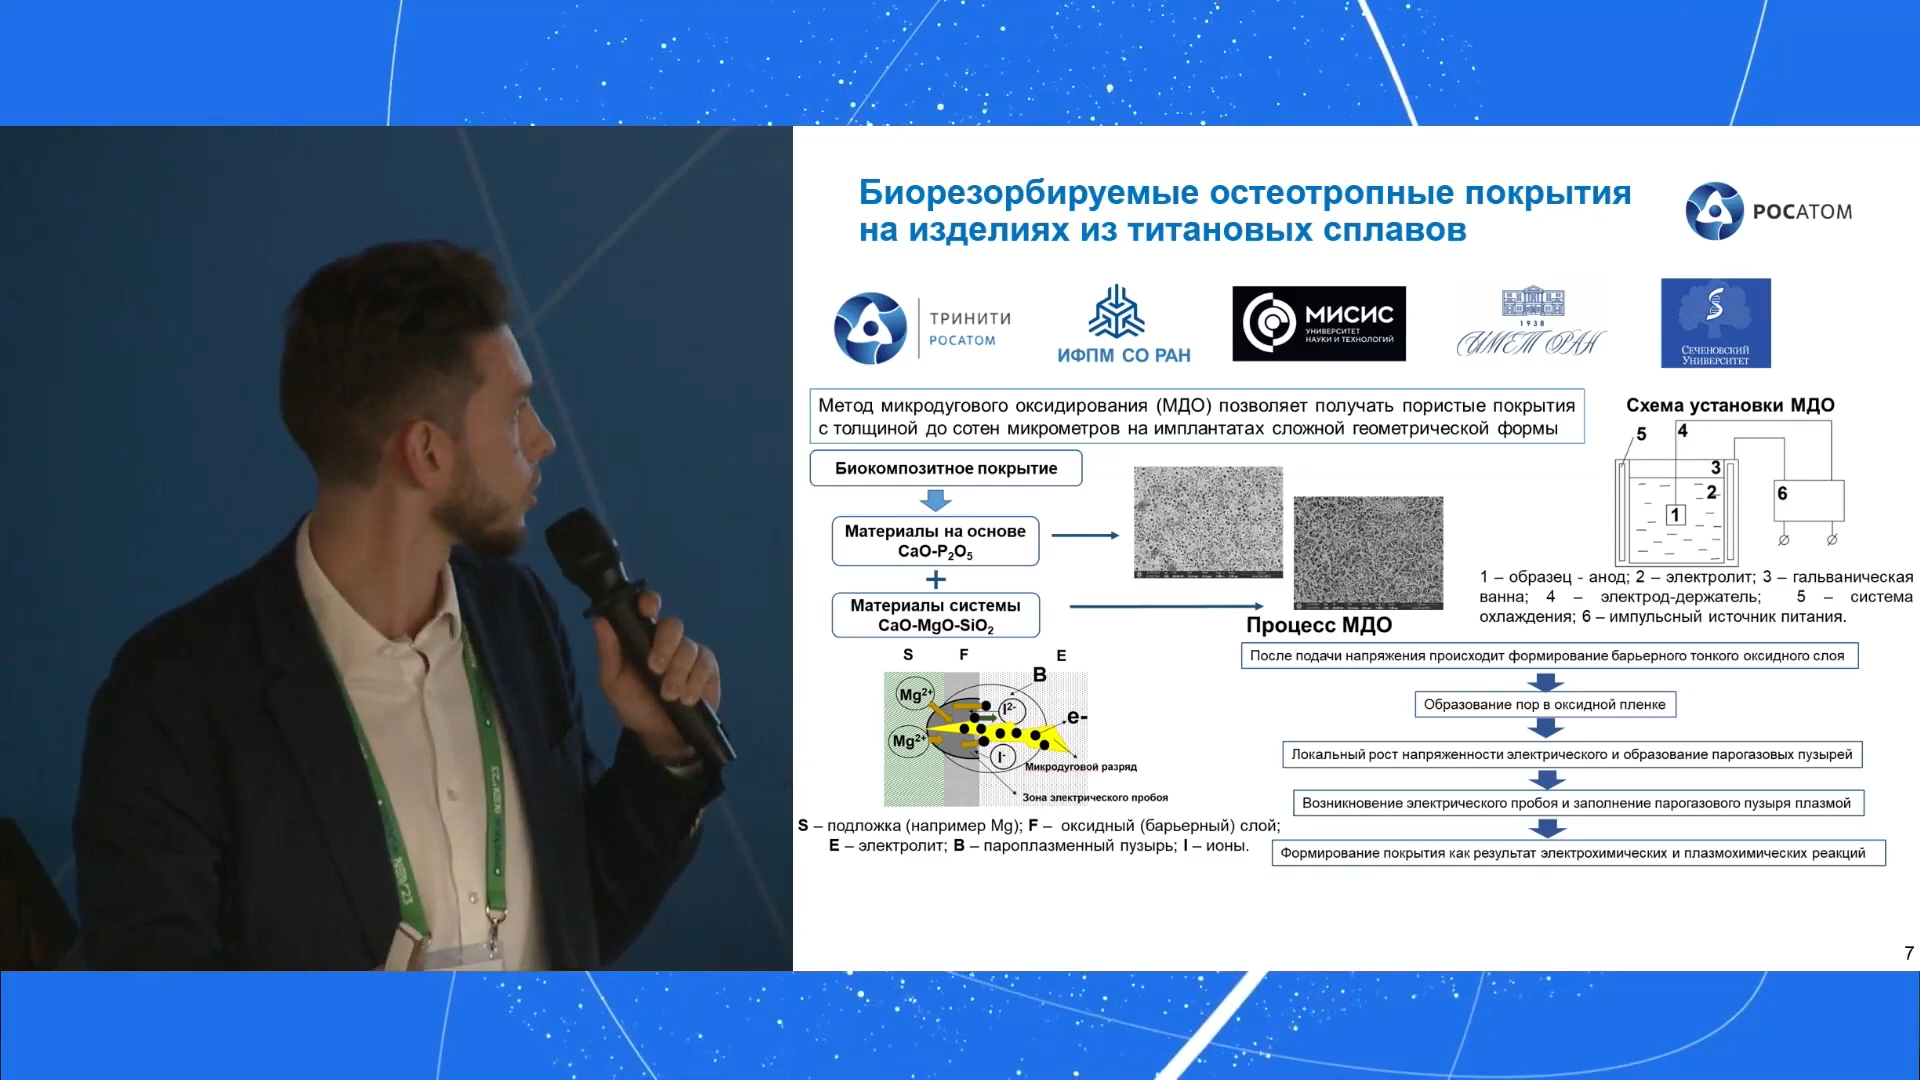 Биорезорбируемые остеотропные покрытия
на изделиях из титановых сплавов
РОСАТОМ
ТРИНИТИ
РОСАТОМ
ИФПМ СО РАН
МИСИС
УНИВЕРСИТЕТ
НАУКИ И ТЕХНОЛОГИЙ
1938
ИМЕТ РАН
СЕЧЕНОВСКИЙ
УНИВЕРСИТЕТ
Метод микродугового оксидирования (МДО) позволяет получать пористые покрытия
с толщиной до сотен микрометров на имплантатах сложной геометрической формы
Биокомпозитное покрытие
Материалы на основе
CaO-P₂O₅
+
Материалы системы
CaO-MgO-SiO₂
Схема установки МДО
5
4
3
2
1
6
1 – образец - анод; 2 – электролит; 3 – гальваническая
ванна; 4 – электрод-держатель; 5 – система
охлаждения; 6 – импульсный источник питания.
Процесс МДО
После подачи напряжения происходит формирование барьерного тонкого оксидного слоя
Образование пор в оксидной пленке
Локальный рост напряженности электрического и образование парогазовых пузырей
Возникновение электрического пробоя и заполнение парогазового пузыря плазмой
Формирование покрытия как результат электрохимических и плазмохимических реакций
S F E
B
Mg²⁺
I²⁻
e-
Mg²⁺
I⁻
Микродуговой разряд
Зона электрического пробоя
S – подложка (например Mg); F – оксидный (барьерный) слой;
E – электролит; B – пароплазменный пузырь; I – ионы.
7